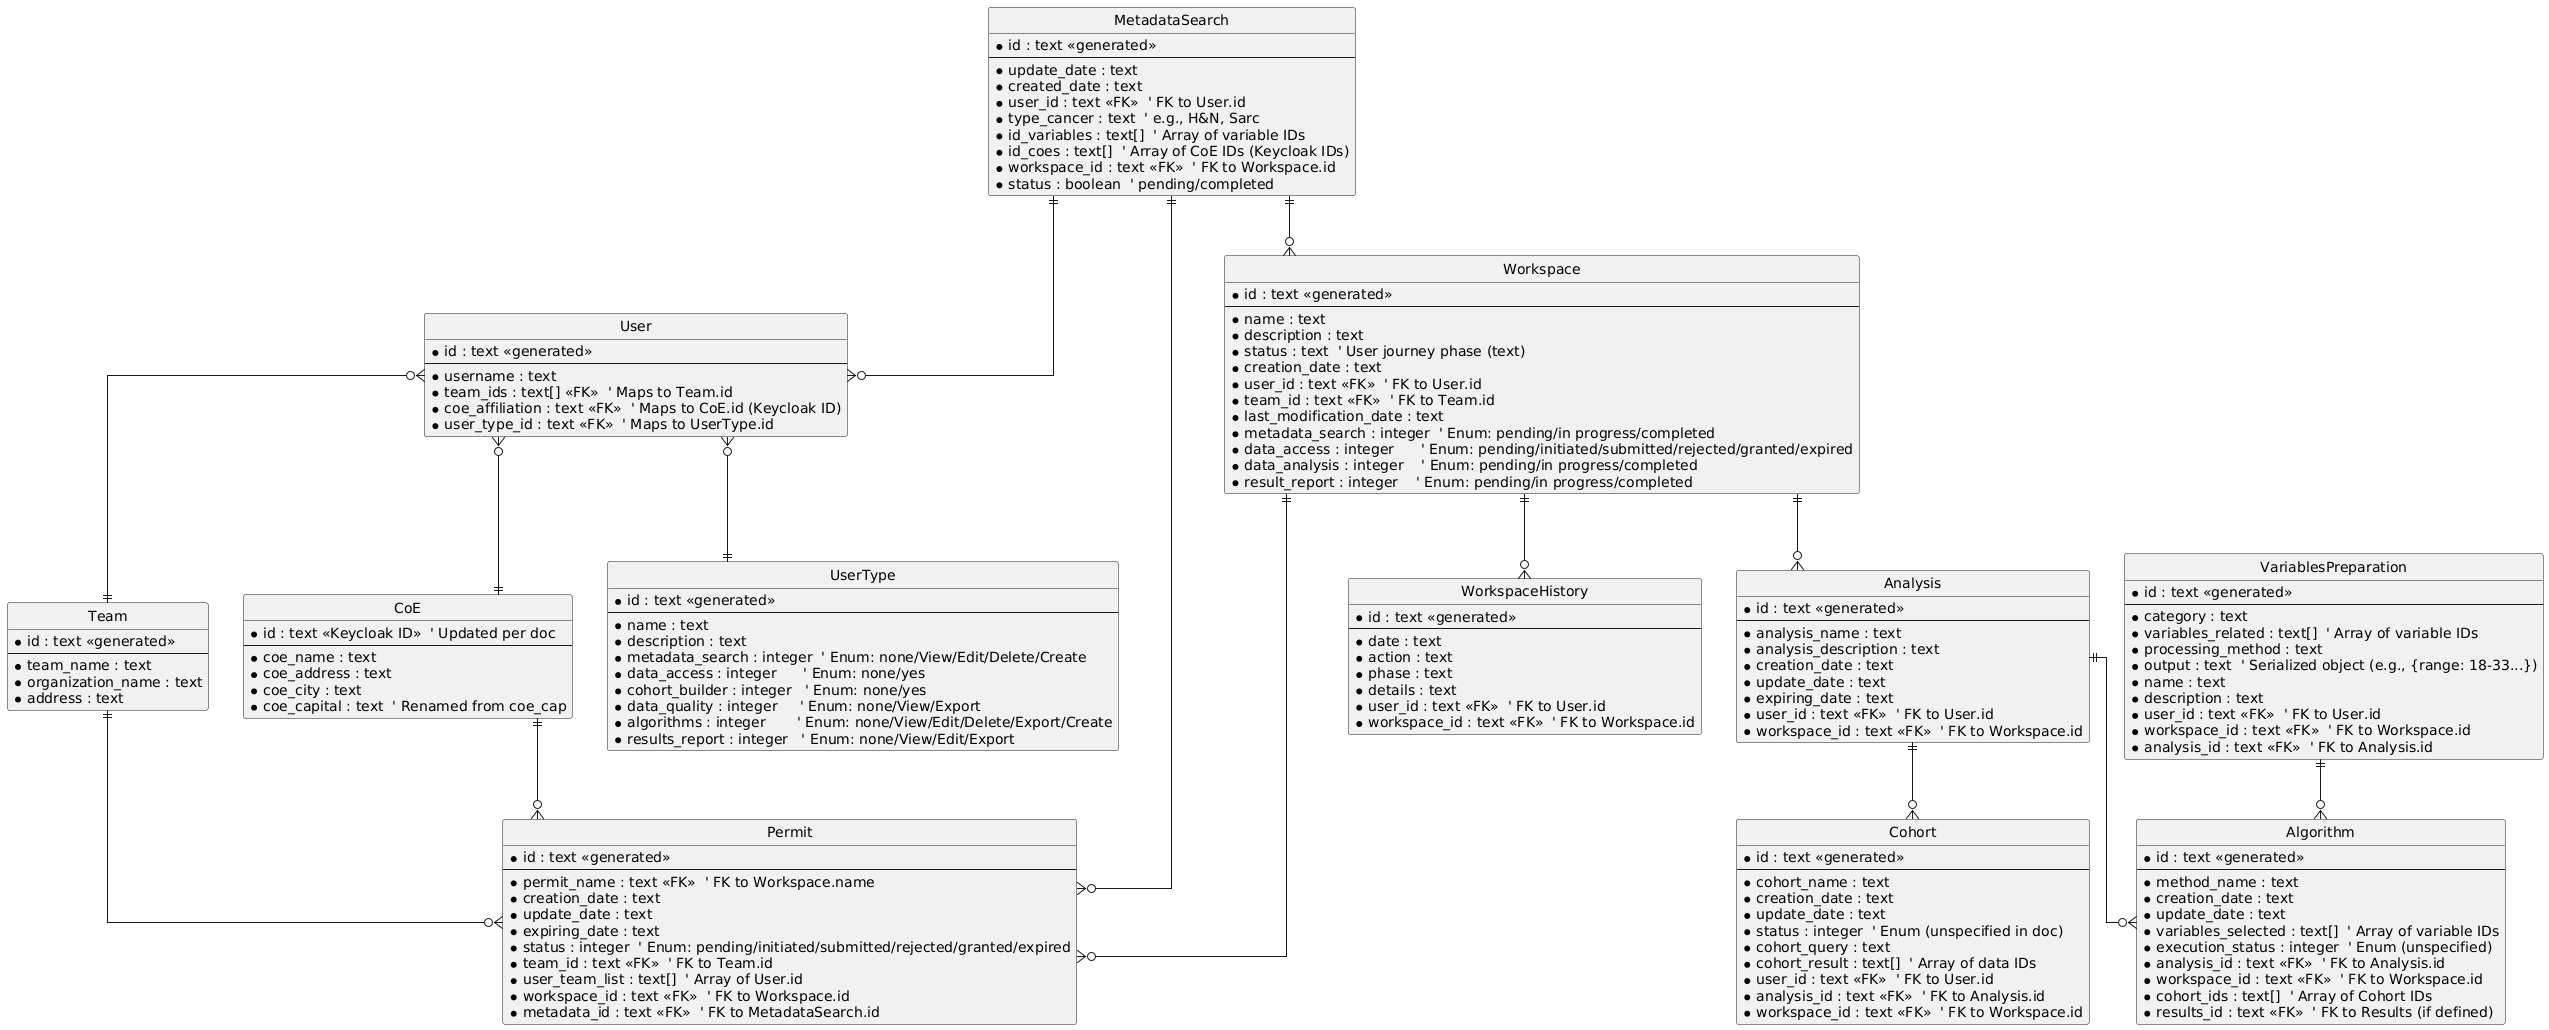 MetadataSearch
id : text «generated»
update_date : text
created_date : text
user_id : text «FK»  ' FK to User.id
type_cancer : text  ' e.g., H&N, Sarc
id_variables : text[]  ' Array of variable IDs
id_coes : text[]  ' Array of CoE IDs (Keycloak IDs)
workspace_id : text «FK»  ' FK to Workspace.id
status : boolean  ' pending/completed
Workspace
id : text «generated»
name : text
description : text
status : text  ' User journey phase (text)
creation_date : text
user_id : text «FK»  ' FK to User.id
team_id : text «FK»  ' FK to Team.id
last_modification_date : text
metadata_search : integer  ' Enum: pending/in progress/completed
data_access : integer      ' Enum: pending/initiated/submitted/rejected/granted/expired
data_analysis : integer    ' Enum: pending/in progress/completed
result_report : integer    ' Enum: pending/in progress/completed
User
id : text «generated»
username : text
team_ids : text[] «FK»  ' Maps to Team.id
coe_affiliation : text «FK»  ' Maps to CoE.id (Keycloak ID)
user_type_id : text «FK»  ' Maps to UserType.id
Team
id : text «generated»
team_name : text
organization_name : text
address : text
CoE
id : text «Keycloak ID»  ' Updated per doc
coe_name : text
coe_address : text
coe_city : text
coe_capital : text  ' Renamed from coe_cap
UserType
id : text «generated»
name : text
description : text
metadata_search : integer  ' Enum: none/View/Edit/Delete/Create
data_access : integer      ' Enum: none/yes
cohort_builder : integer   ' Enum: none/yes
data_quality : integer     ' Enum: none/View/Export
algorithms : integer       ' Enum: none/View/Edit/Delete/Export/Create
results_report : integer   ' Enum: none/View/Edit/Export
WorkspaceHistory
id : text «generated»
date : text
action : text
phase : text
details : text
user_id : text «FK»  ' FK to User.id
workspace_id : text «FK»  ' FK to Workspace.id
Analysis
id : text «generated»
analysis_name : text
analysis_description : text
creation_date : text
update_date : text
expiring_date : text
user_id : text «FK»  ' FK to User.id
workspace_id : text «FK»  ' FK to Workspace.id
VariablesPreparation
id : text «generated»
category : text
variables_related : text[]  ' Array of variable IDs
processing_method : text
output : text  ' Serialized object (e.g., {range: 18-33...})
name : text
description : text
user_id : text «FK»  ' FK to User.id
workspace_id : text «FK»  ' FK to Workspace.id
analysis_id : text «FK»  ' FK to Analysis.id
Permit
id : text «generated»
permit_name : text «FK»  ' FK to Workspace.name
creation_date : text
update_date : text
expiring_date : text
status : integer  ' Enum: pending/initiated/submitted/rejected/granted/expired
team_id : text «FK»  ' FK to Team.id
user_team_list : text[]  ' Array of User.id
workspace_id : text «FK»  ' FK to Workspace.id
metadata_id : text «FK»  ' FK to MetadataSearch.id
Cohort
id : text «generated»
cohort_name : text
creation_date : text
update_date : text
status : integer  ' Enum (unspecified in doc)
cohort_query : text
cohort_result : text[]  ' Array of data IDs
user_id : text «FK»  ' FK to User.id
analysis_id : text «FK»  ' FK to Analysis.id
workspace_id : text «FK»  ' FK to Workspace.id
Algorithm
id : text «generated»
method_name : text
creation_date : text
update_date : text
variables_selected : text[]  ' Array of variable IDs
execution_status : integer  ' Enum (unspecified)
analysis_id : text «FK»  ' FK to Analysis.id
workspace_id : text «FK»  ' FK to Workspace.id
cohort_ids : text[]  ' Array of Cohort IDs
results_id : text «FK»  ' FK to Results (if defined)